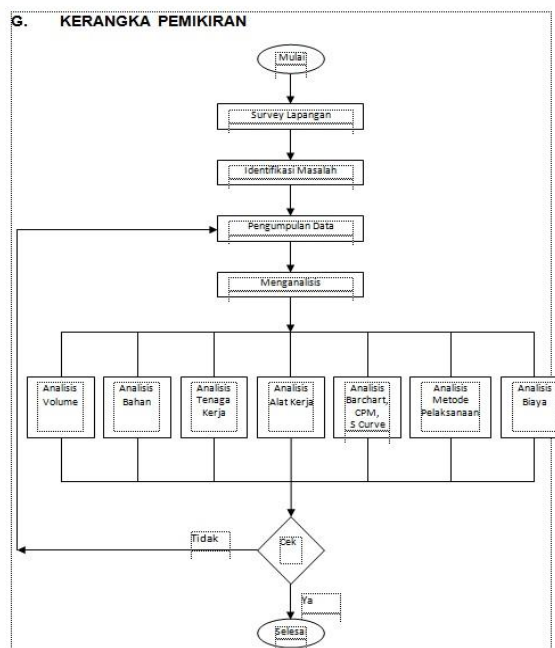 G. KERANGKA PEMIKIRAN
Mulai
Survey Lapangan
Identifikasi Masalah
Pengumpulan Data
Menganalisis
Analisis
Volume
Analisis
Bahan
Analisis
Tenaga
Kerja
Analisis
Alat Kerja
Analisis
Barchart,
CPM,
S Curve
Analisis
Metode
Pelaksanaan
Analisis
Biaya
Tidak
Cek
Ya
Selesai